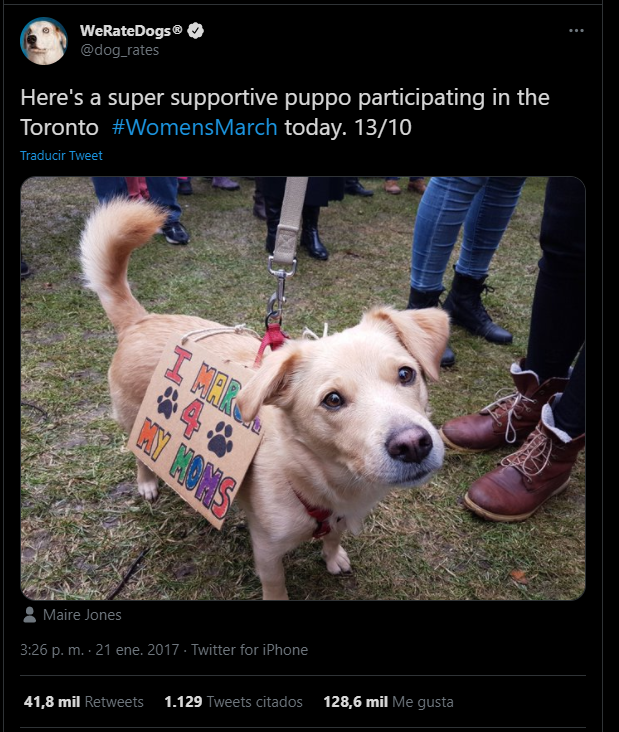 WeRateDogs®
@dog_rates
Here's a super supportive puppo participating in the
Toronto #WomensMarch today. 13/10
Traducir Tweet
I MARCH
4
MY MOMS
Maire Jones
3:26 p. m. · 21 ene. 2017 · Twitter for iPhone
41,8 mil Retweets 1.129 Tweets citados 128,6 mil Me gusta